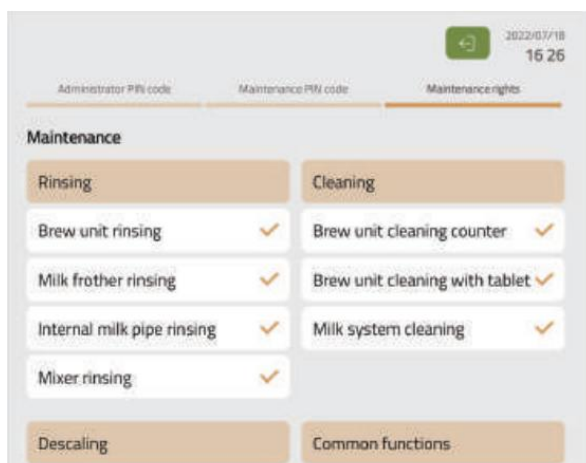 2022/07/18
16 26
Administrator PIN code
Maintenance PIN code
Maintenance rights
Maintenance
Rinsing
Cleaning
Brew unit rinsing
Brew unit cleaning counter
Milk frother rinsing
Brew unit cleaning with tablet
Internal milk pipe rinsing
Milk system cleaning
Mixer rinsing
Descaling
Common functions